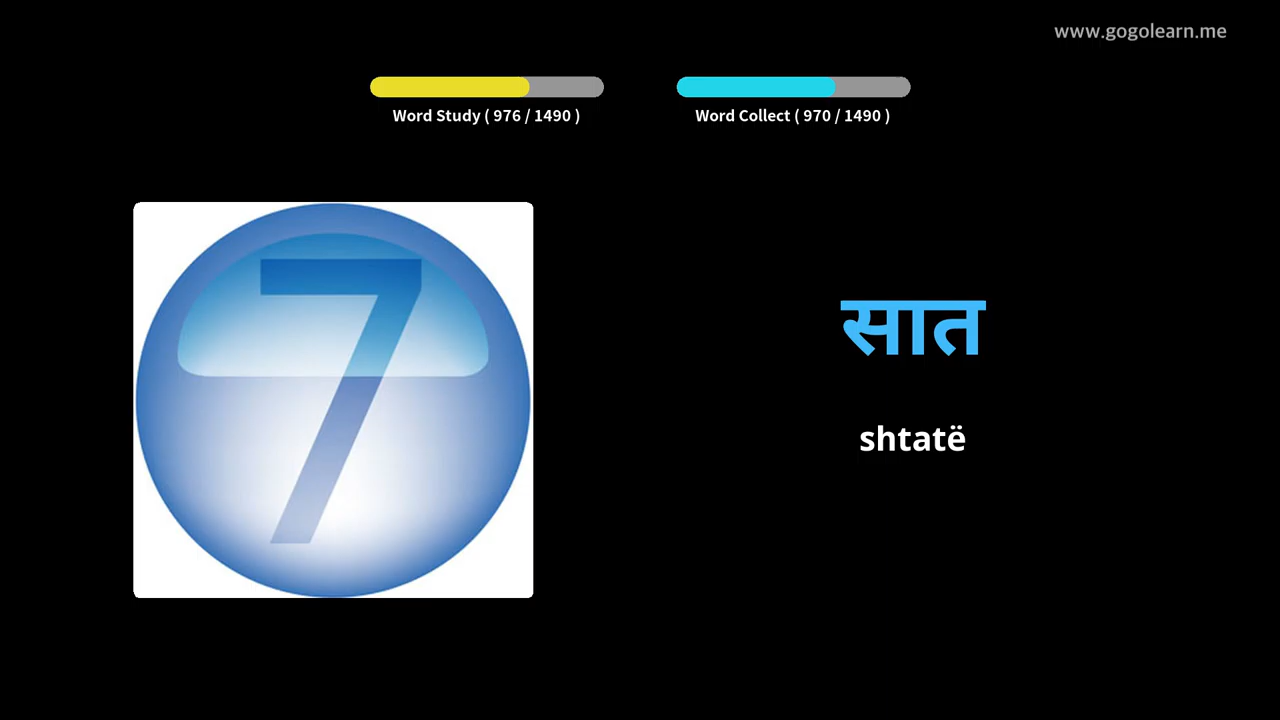 www.gogolearn.me
Word Study ( 976 / 1490 )
Word Collect ( 970 / 1490 )
7
सात
shtatë